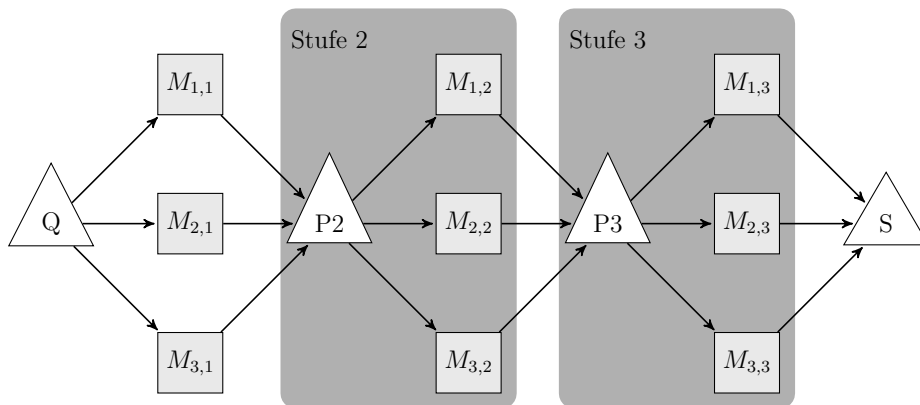 Stufe 2
Stufe 3
M1,1
M1,2
M1,3
Q
M2,1
P2
M2,2
P3
M2,3
S
M3,1
M3,2
M3,3